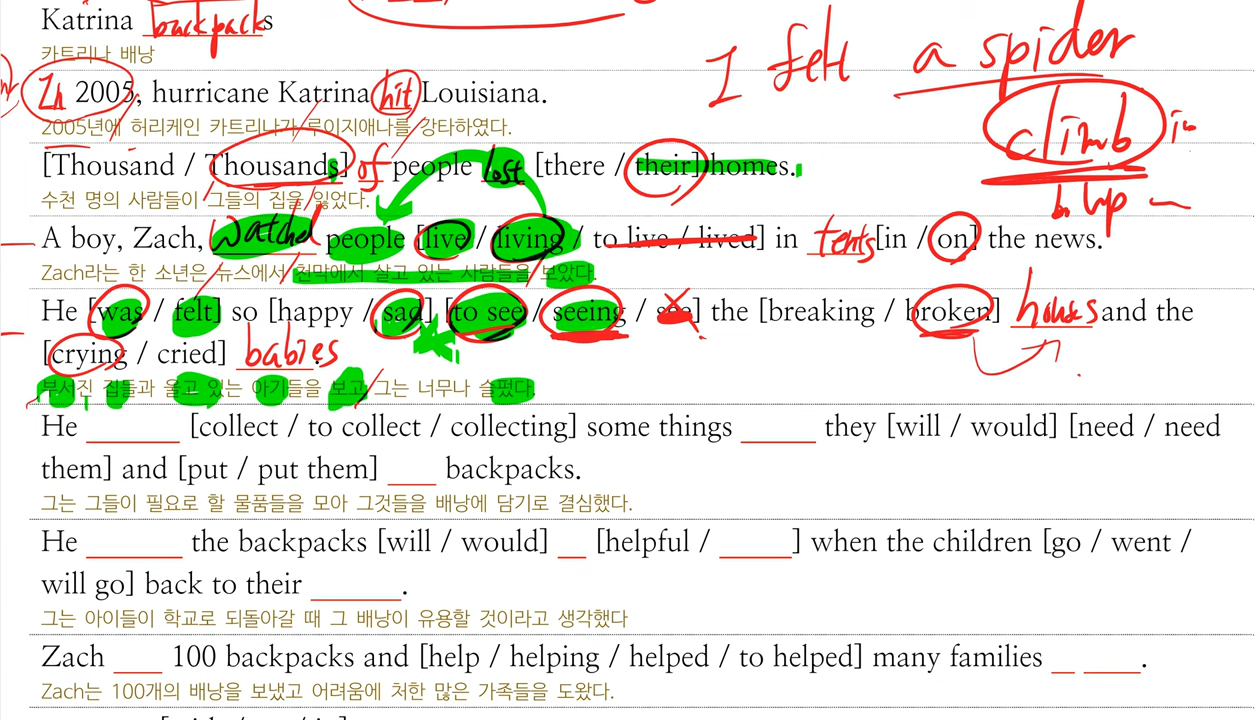 Katrina backpacks
카트리나 배낭
I felt a spider
climb
In 2005, hurricane Katrina hit Louisiana.
2005년에 허리케인 카트리나가 루이지애나를 강타하였다.
[Thousand / Thousands] of people lost [there / their] homes.
수천 명의 사람들이 그들의 집을 잃었다.
A boy, Zach, watched people [live / living / to live / lived] in tents [in / on] the news.
Zach라는 한 소년은 뉴스에서 천막에서 살고 있는 사람들을 보았다.
He [was / felt] so [happy / sad] [to see / seeing / see] the [breaking / broken] houses and the
[crying / cried] babies.
부서진 집들과 울고 있는 아기들을 보고 그는 너무나 슬펐다.
He ______ [collect / to collect / collecting] some things _____ they [will / would] [need / need
them] and [put / put them] ___ backpacks.
그는 그들이 필요로 할 물품들을 모아 그것들을 배낭에 담기로 결심했다.
He ______ the backpacks [will / would] __ [helpful / _____] when the children [go / went /
will go] back to their ______.
그는 아이들이 학교로 되돌아갈 때 그 배낭이 유용할 것이라고 생각했다
Zach ___ 100 backpacks and [help / helping / helped / to helped] many families __ ____.
Zach는 100개의 배낭을 보냈고 어려움에 처한 많은 가족들을 도왔다.